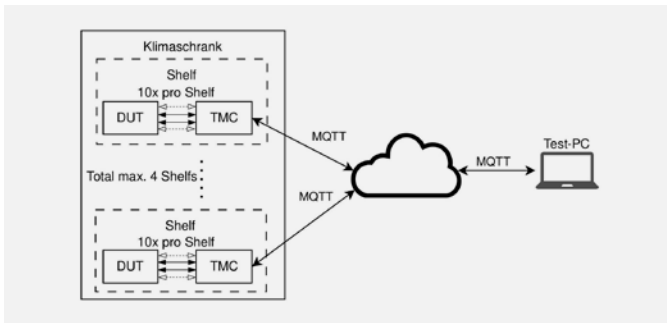 Klimaschrank
Shelf
10x pro Shelf
DUT
TMC
MQTT
Total max. 4 Shelfs
MQTT
Shelf
10x pro Shelf
DUT
TMC
MQTT
Test-PC